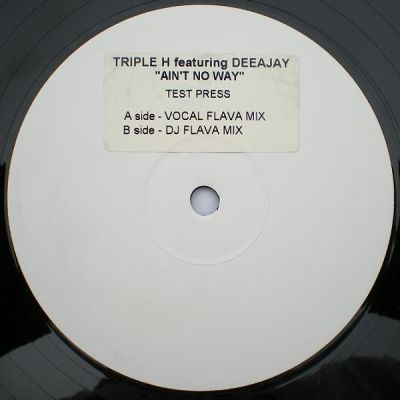 TRIPLE H featuring DEEAJAY
"AIN'T NO WAY"
TEST PRESS
A side - VOCAL FLAVA MIX
B side - DJ FLAVA MIX